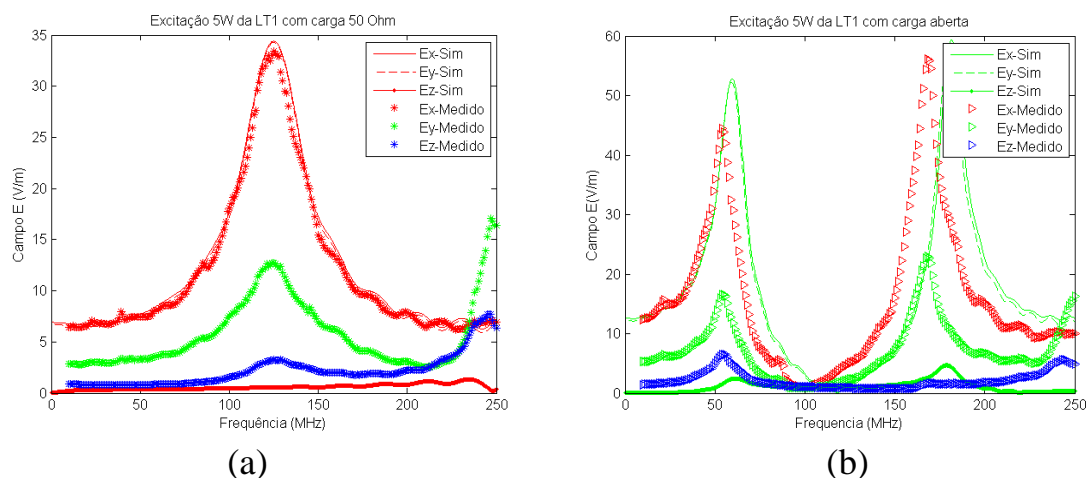 Excitação 5W da LT1 com carga 50 Ohm
35
30
25
20
15
10
5
0
Campo E (V/m)
Ex-Sim
Ey-Sim
Ez-Sim
Ex-Medido
Ey-Medido
Ez-Medido
0 50 100 150 200 250
Frequência (MHz)
(a)
Excitação 5W da LT1 com carga aberta
60
50
40
30
20
10
0
Campo E(V/m)
Ex-Sim
Ey-Sim
Ez-Sim
Ex-Medido
Ey-Medido
Ez-Medido
0 50 100 150 200 250
Frequencia (MHz)
(b)